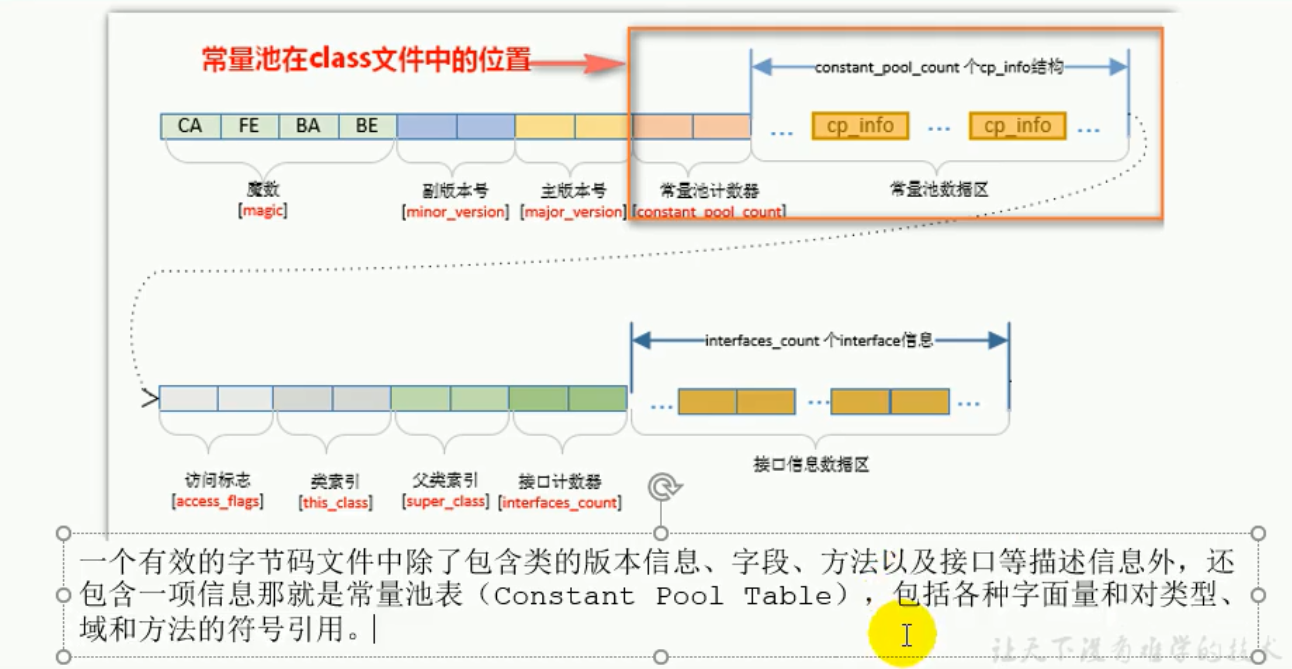 常量池在class文件中的位置
constant_pool_count 个cp_info结构
CA FE BA BE ... cp_info ... cp_info ...
魔数 副版本号 主版本号 常量池计数器 常量池数据区
[magic] [minor_version] [major_version] [constant_pool_count]
interfaces_count 个interface信息
... ... ...
访问标志 类索引 父类索引 接口计数器 接口信息数据区
[access_flags] [this_class] [super_class] [interfaces_count]
一个有效的字节码文件中除了包含类的版本信息、字段、方法以及接口等描述信息外，还
包含一项信息那就是常量池表（Constant Pool Table），包括各种字面量和对类型、
域和方法的符号引用。
让天下没有难学的技术